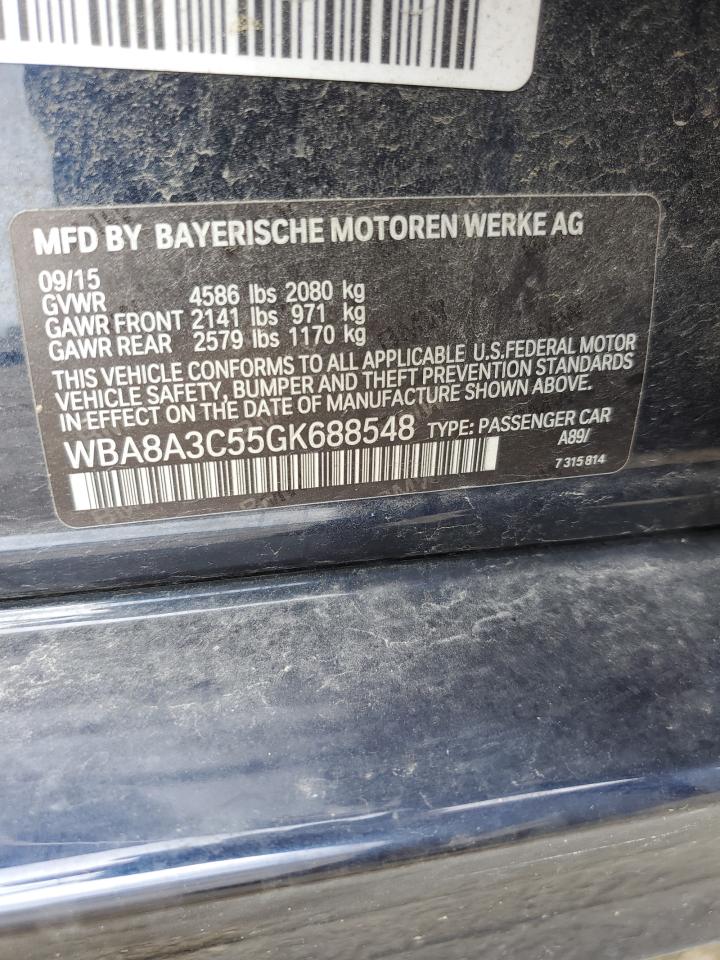 MFD BY BAYERISCHE MOTOREN WERKE AG
09/15
GVWR 4586 lbs 2080 kg
GAWR FRONT 2141 lbs 971 kg
GAWR REAR 2579 lbs 1170 kg
THIS VEHICLE CONFORMS TO ALL APPLICABLE U.S.FEDERAL MOTOR
VEHICLE SAFETY, BUMPER AND THEFT PREVENTION STANDARDS
IN EFFECT ON THE DATE OF MANUFACTURE SHOWN ABOVE.
WBA8A3C55GK688548 TYPE: PASSENGER CAR
A89/
7 315 814